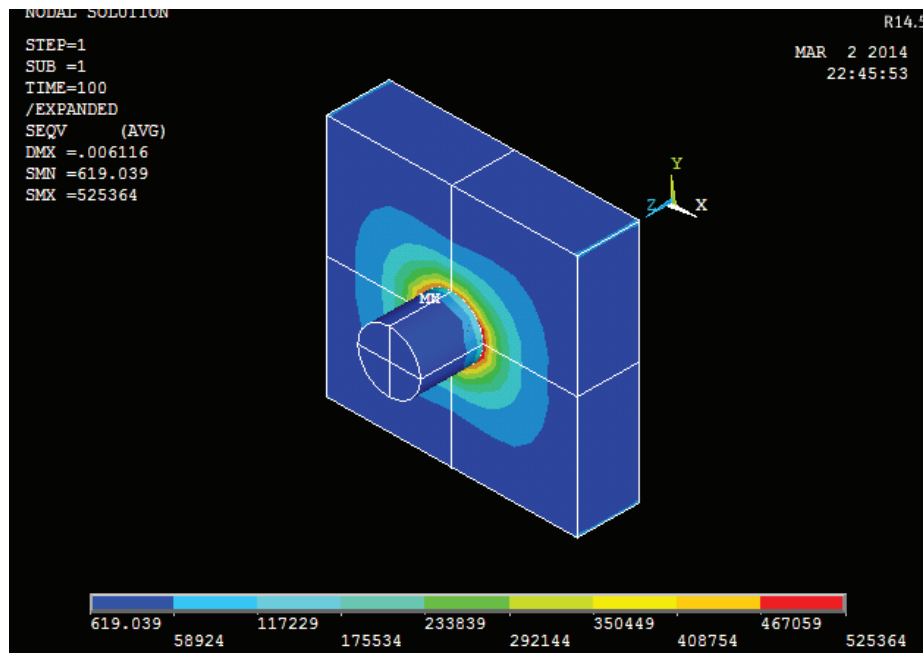 NODAL SOLUTION
STEP=1
SUB =1
TIME=100
/EXPANDED
SEQV (AVG)
DMX =.006116
SMN =619.039
SMX =525364
R14.5
MAR 2 2014
22:45:53
Y
Z X
MN
619.039 117229 233839 350449 467059
58924 175534 292144 408754 525364